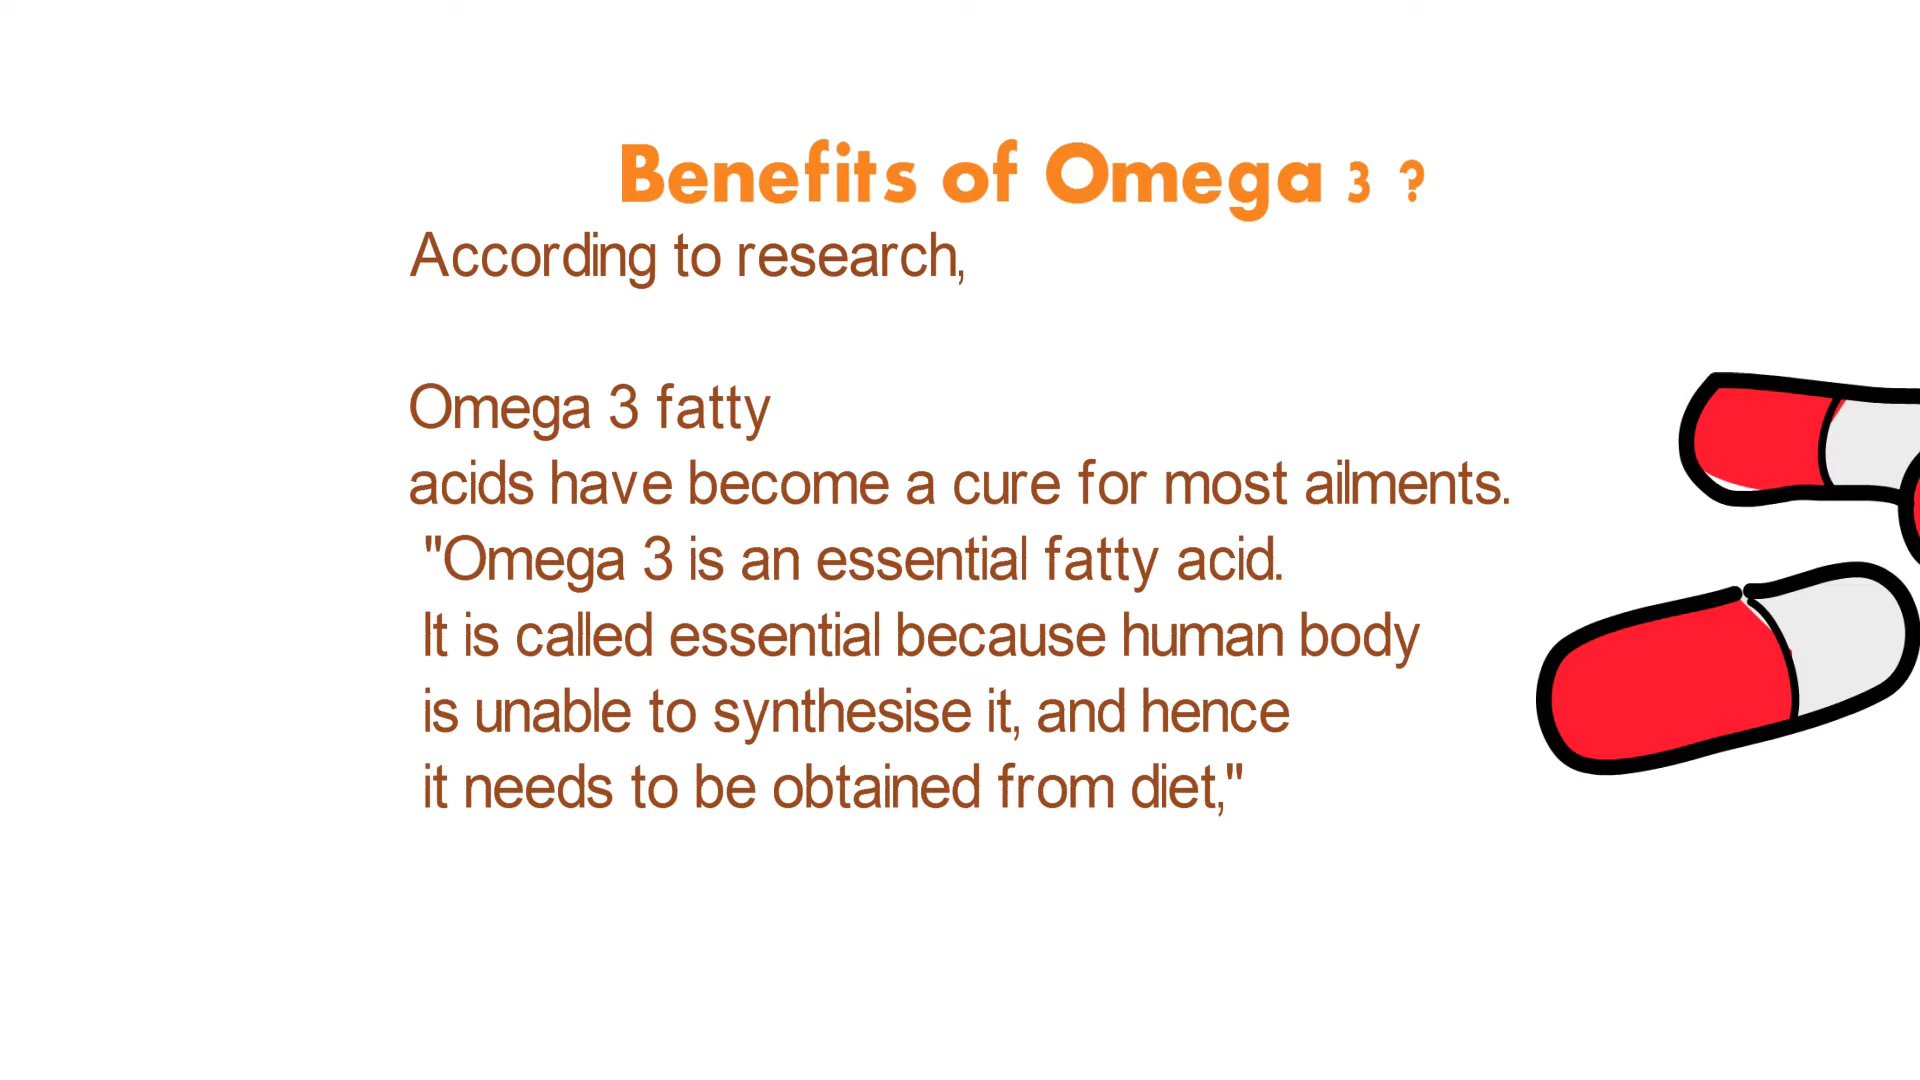 Benefits of Omega 3 ?
According to research,
Omega 3 fatty
acids have become a cure for most ailments.
"Omega 3 is an essential fatty acid.
It is called essential because human body
is unable to synthesise it, and hence
it needs to be obtained from diet,"